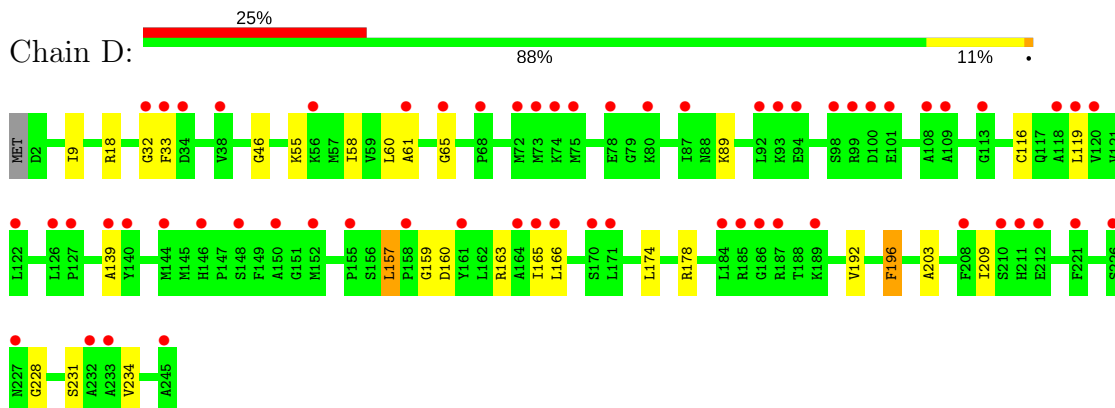 25%
Chain D:
88% 11% •
MET D2 I9 R18 G32 F33 D34 V38 G46 K55 K56 M57 I58 V59 L60 A61 G65 P68 M72 M73 K74 M75 E78 G79 K80 I87 N88 K89 L92 K93 E94 S98 R99 D100 E101 A108 A109 G113 C116 Q117 A118 L119 V120
L122 L126 P127 A139 Y140 M144 M145 H146 P147 S148 F149 A150 G151 M152 P155 S156 L157 P158 G159 D160 Y161 L162 R163 A164 I165 L166 S170 L171 L174 R178 L184 R185 G186 R187 T188 K189 V192 F196 A203 F208 I209 S210 H211 E212 F221
N227 G228 S231 A232 A233 V234 A245